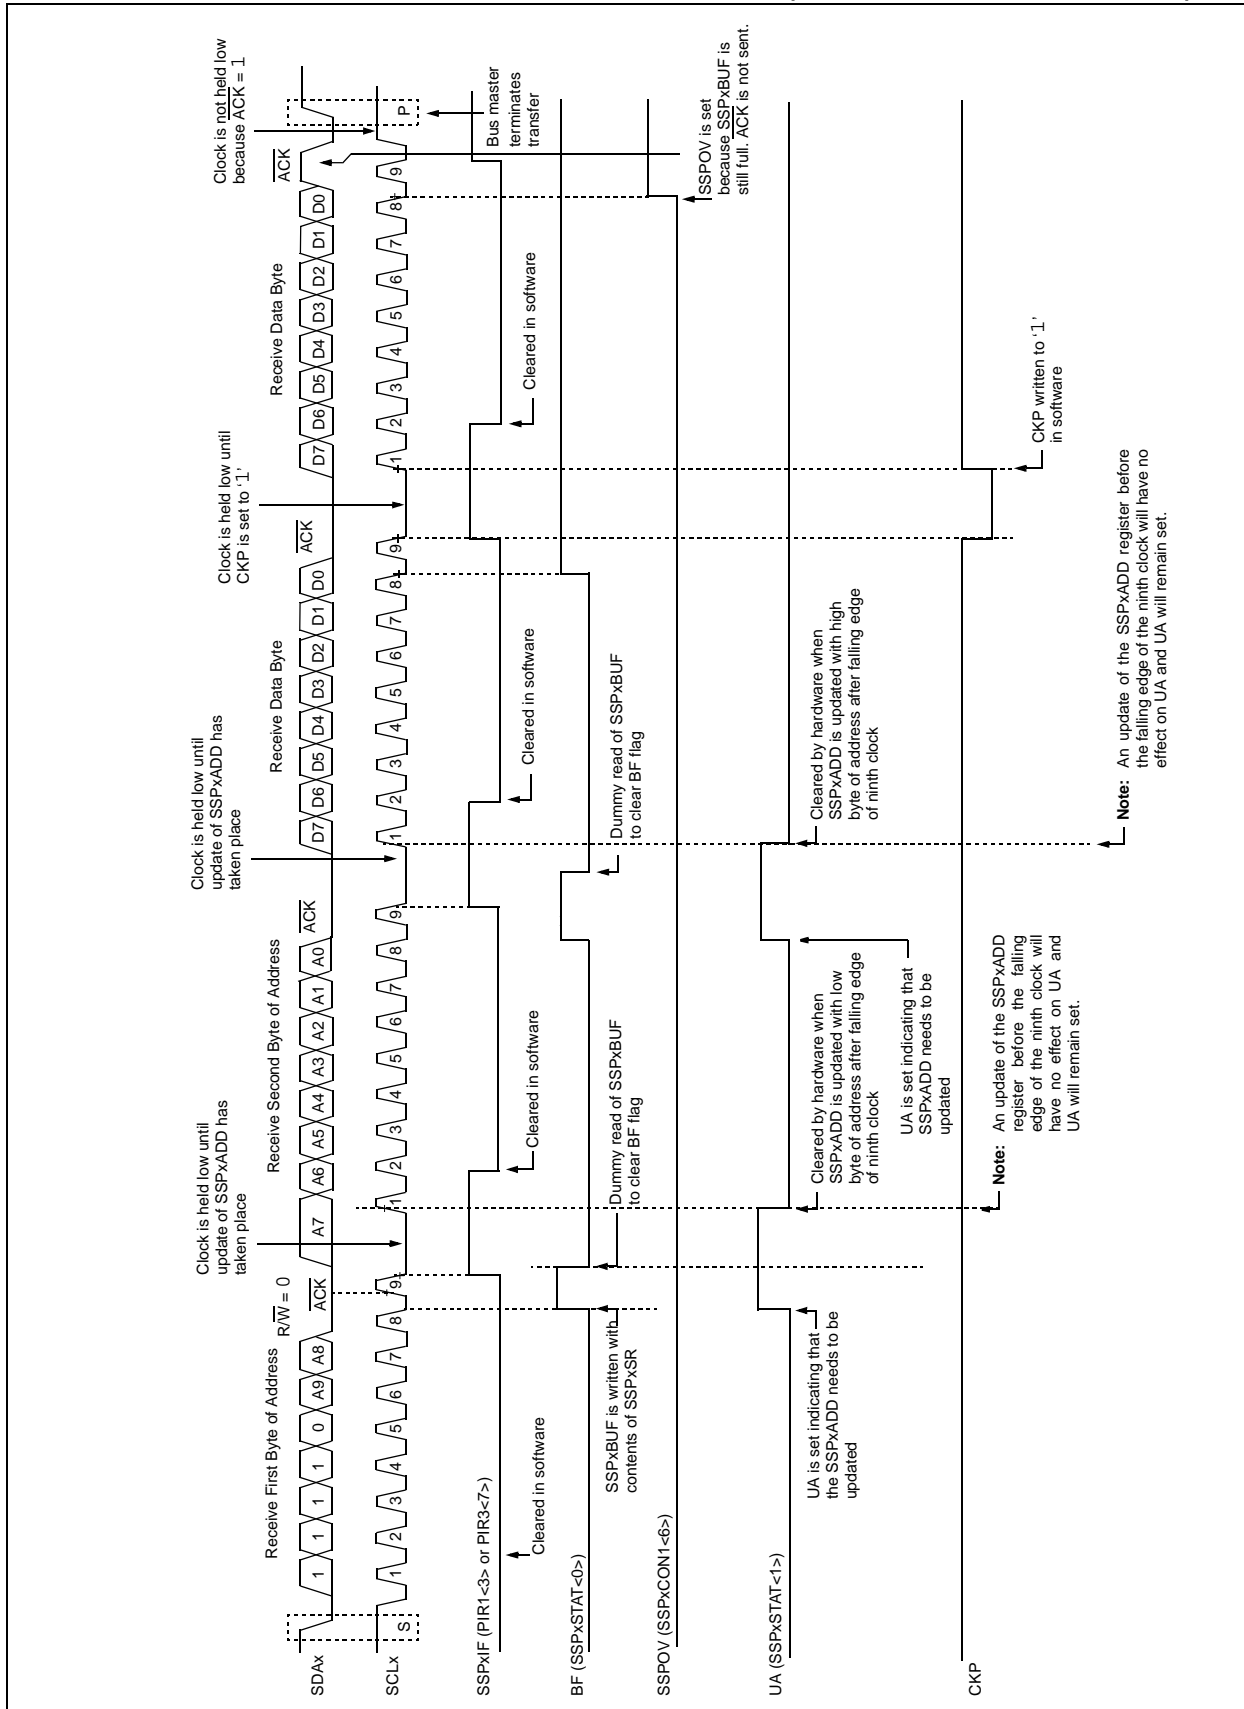 Clock is not held low
because ACK = 1
ACK
P
Bus master
terminates
transfer
SSPOV is set
because SSPxBUF is
still full. ACK is not sent.
Receive Data Byte
D7 D6 D5 D4 D3 D2 D1 D0
1 2 3 4 5 6 7 8 9
Cleared in software
Clock is held low until
CKP is set to ‘1’
CKP written to ‘1’
in software
ACK
Receive Data Byte
D7 D6 D5 D4 D3 D2 D1 D0
1 2 3 4 5 6 7 8 9
Cleared in software
Dummy read of SSPxBUF
to clear BF flag
Cleared by hardware when
SSPxADD is updated with high
byte of address after falling edge
of ninth clock
Note: An update of the SSPxADD register before
the falling edge of the ninth clock will have no
effect on UA and UA will remain set.
Clock is held low until
update of SSPxADD has
taken place
ACK
Receive Second Byte of Address
A7 A6 A5 A4 A3 A2 A1 A0
1 2 3 4 5 6 7 8 9
Cleared in software
Dummy read of SSPxBUF
to clear BF flag
UA is set indicating that
SSPxADD needs to be
updated
Cleared by hardware when
SSPxADD is updated with low
byte of address after falling edge
of ninth clock
Note: An update of the SSPxADD
register before the falling
edge of the ninth clock will
have no effect on UA and
UA will remain set.
Clock is held low until
update of SSPxADD has
taken place
R/W = 0
ACK
Receive First Byte of Address
1 1 1 1 0 A9 A8
1 2 3 4 5 6 7 8 9
Cleared in software
SSPxBUF is written with
contents of SSPxSR
UA is set indicating that
the SSPxADD needs to be
updated
S
SDAx
SCLx
SSPxIF (PIR1<3> or PIR3<7>)
BF (SSPxSTAT<0>)
SSPOV (SSPxCON1<6>)
UA (SSPxSTAT<1>)
CKP